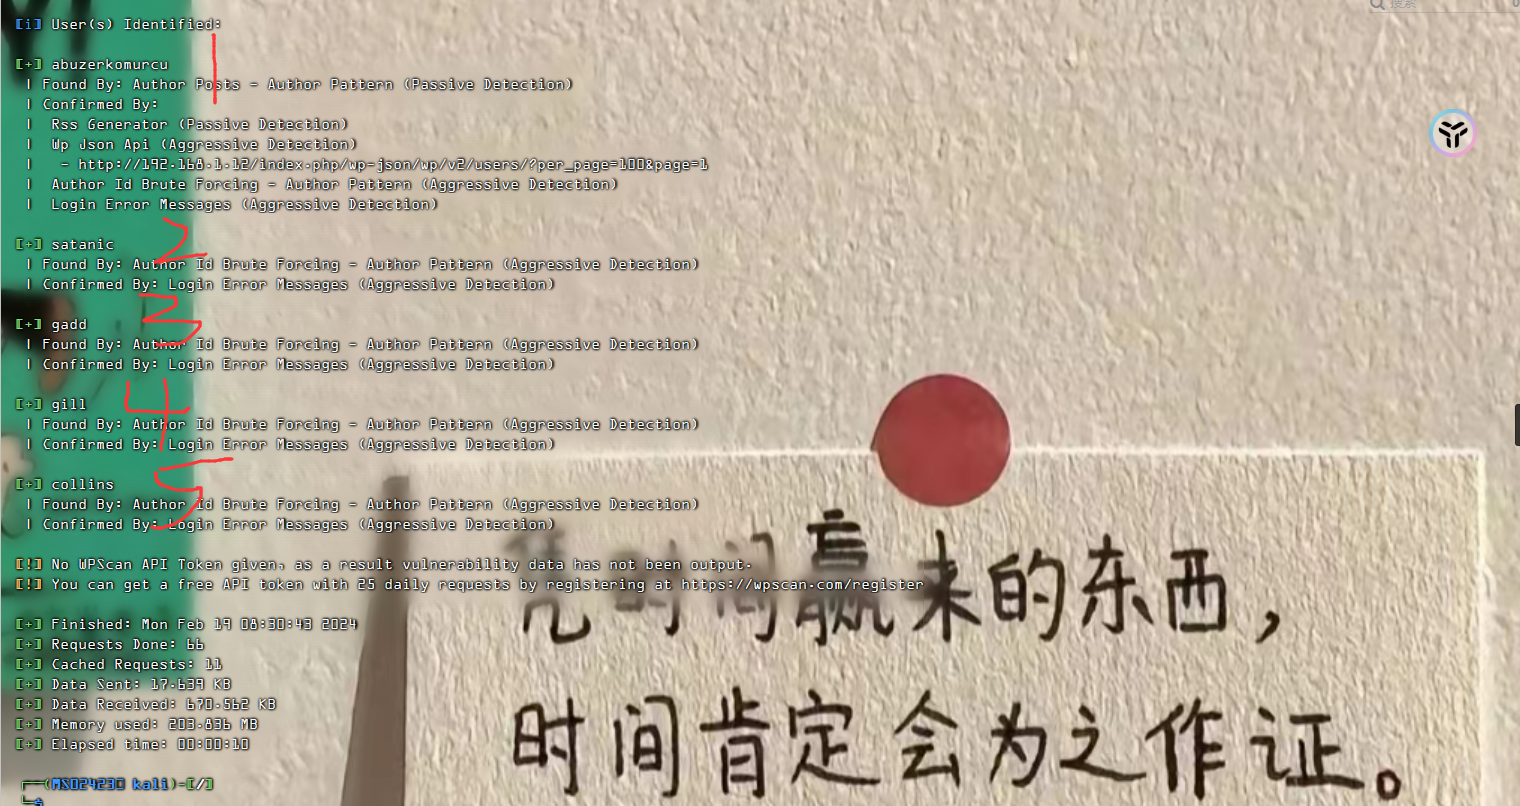 搜索
[i] User(s) Identified:
1
[+] abuzerkomurcu
| Found By: Author Posts - Author Pattern (Passive Detection)
| Confirmed By:
| Rss Generator (Passive Detection)
| Wp Json Api (Aggressive Detection)
| - http://192.168.1.12/index.php/wp-json/wp/v2/users/?per_page=100&page=1
| Author Id Brute Forcing - Author Pattern (Aggressive Detection)
| Login Error Messages (Aggressive Detection)
2
[+] satanic
| Found By: Author Id Brute Forcing - Author Pattern (Aggressive Detection)
| Confirmed By: Login Error Messages (Aggressive Detection)
3
[+] gadd
| Found By: Author Id Brute Forcing - Author Pattern (Aggressive Detection)
| Confirmed By: Login Error Messages (Aggressive Detection)
4
[+] gill
| Found By: Author Id Brute Forcing - Author Pattern (Aggressive Detection)
| Confirmed By: Login Error Messages (Aggressive Detection)
5
[+] collins
| Found By: Author Id Brute Forcing - Author Pattern (Aggressive Detection)
| Confirmed By: Login Error Messages (Aggressive Detection)
[!] No WPScan API Token given, as a result vulnerability data has not been output.
[!] You can get a free API token with 25 daily requests by registering at https://wpscan.com/register
[+] Finished: Mon Feb 19 08:30:43 2024
[+] Requests Done: 66
[+] Cached Requests: 11
[+] Data Sent: 17.639 KB
[+] Data Received: 670.562 KB
[+] Memory used: 203.836 MB
[+] Elapsed time: 00:00:10
凭时间赢来的东西，
时间肯定会为之作证。